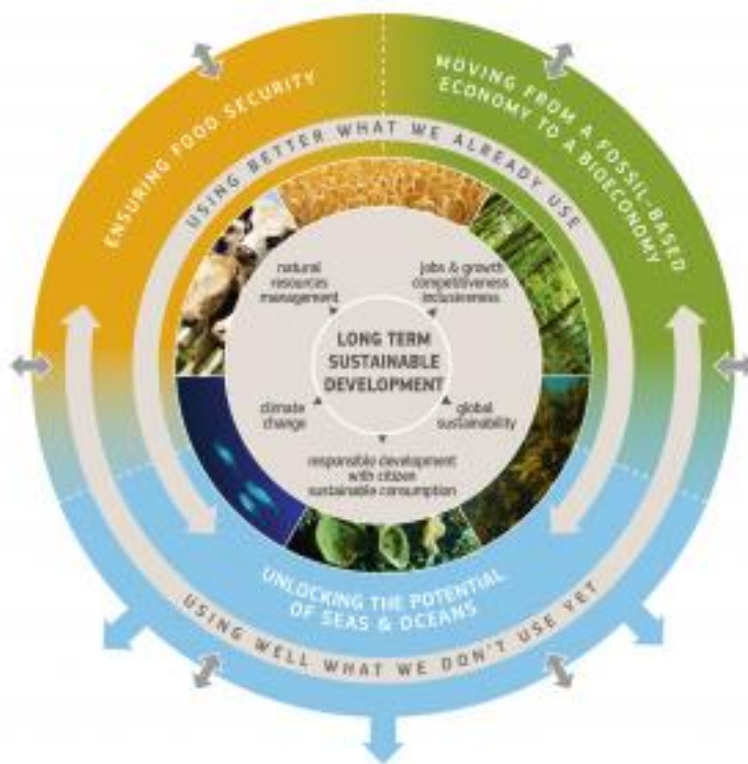 ENSURING FOOD SECURITY
MOVING FROM A FOSSIL-BASED
ECONOMY TO A BIOECONOMY
USING BETTER WHAT WE ALREADY USE
natural
resources
management
jobs & growth
competitiveness
inclusiveness
LONG TERM
SUSTAINABLE
DEVELOPMENT
climate
change
global
sustainability
responsible development
with citizen
sustainable consumption
UNLOCKING THE POTENTIAL
OF SEAS & OCEANS
USING WELL WHAT WE DON'T USE YET